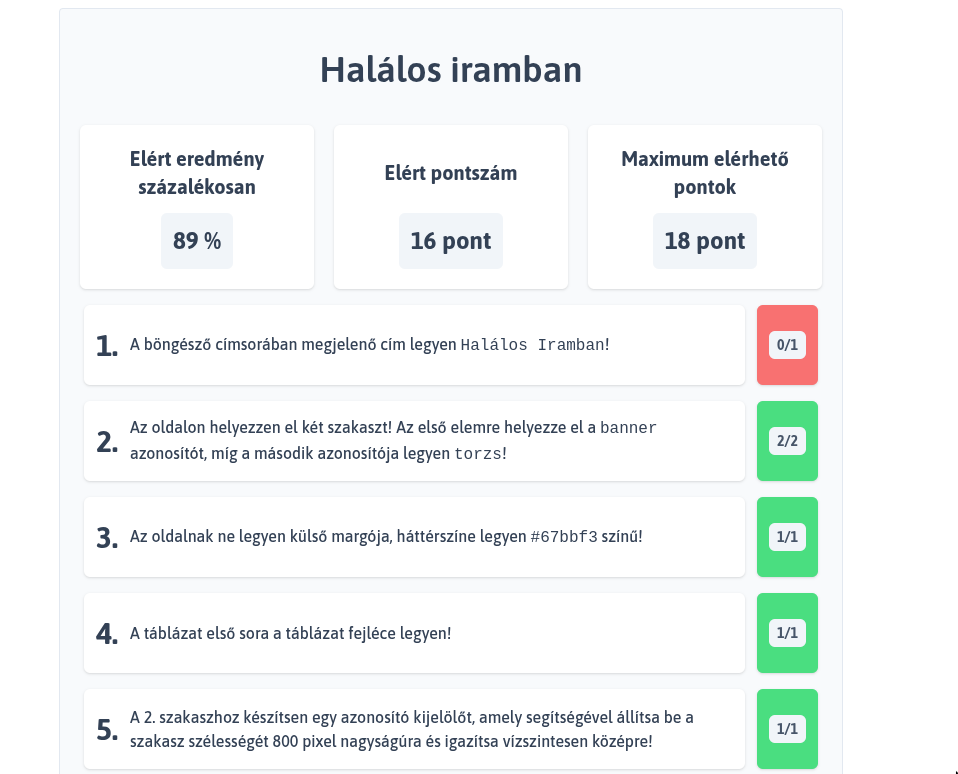 Halálos iramban
Elért eredmény
százalékosan
89 %
Elért pontszám
16 pont
Maximum elérhető
pontok
18 pont
1. A böngésző címsorában megjelenő cím legyen Halálos Iramban!
0/1
2. Az oldalon helyezzen el két szakaszt! Az első elemre helyezze el a banner
azonosítót, míg a második azonosítója legyen torzs!
2/2
3. Az oldalnak ne legyen külső margója, háttérszíne legyen #67bbf3 színű!
1/1
4. A táblázat első sora a táblázat fejléce legyen!
1/1
5. A 2. szakaszhoz készítsen egy azonosító kijelölőt, amely segítségével állítsa be a
szakasz szélességét 800 pixel nagyságúra és igazítsa vízszintesen középre!
1/1